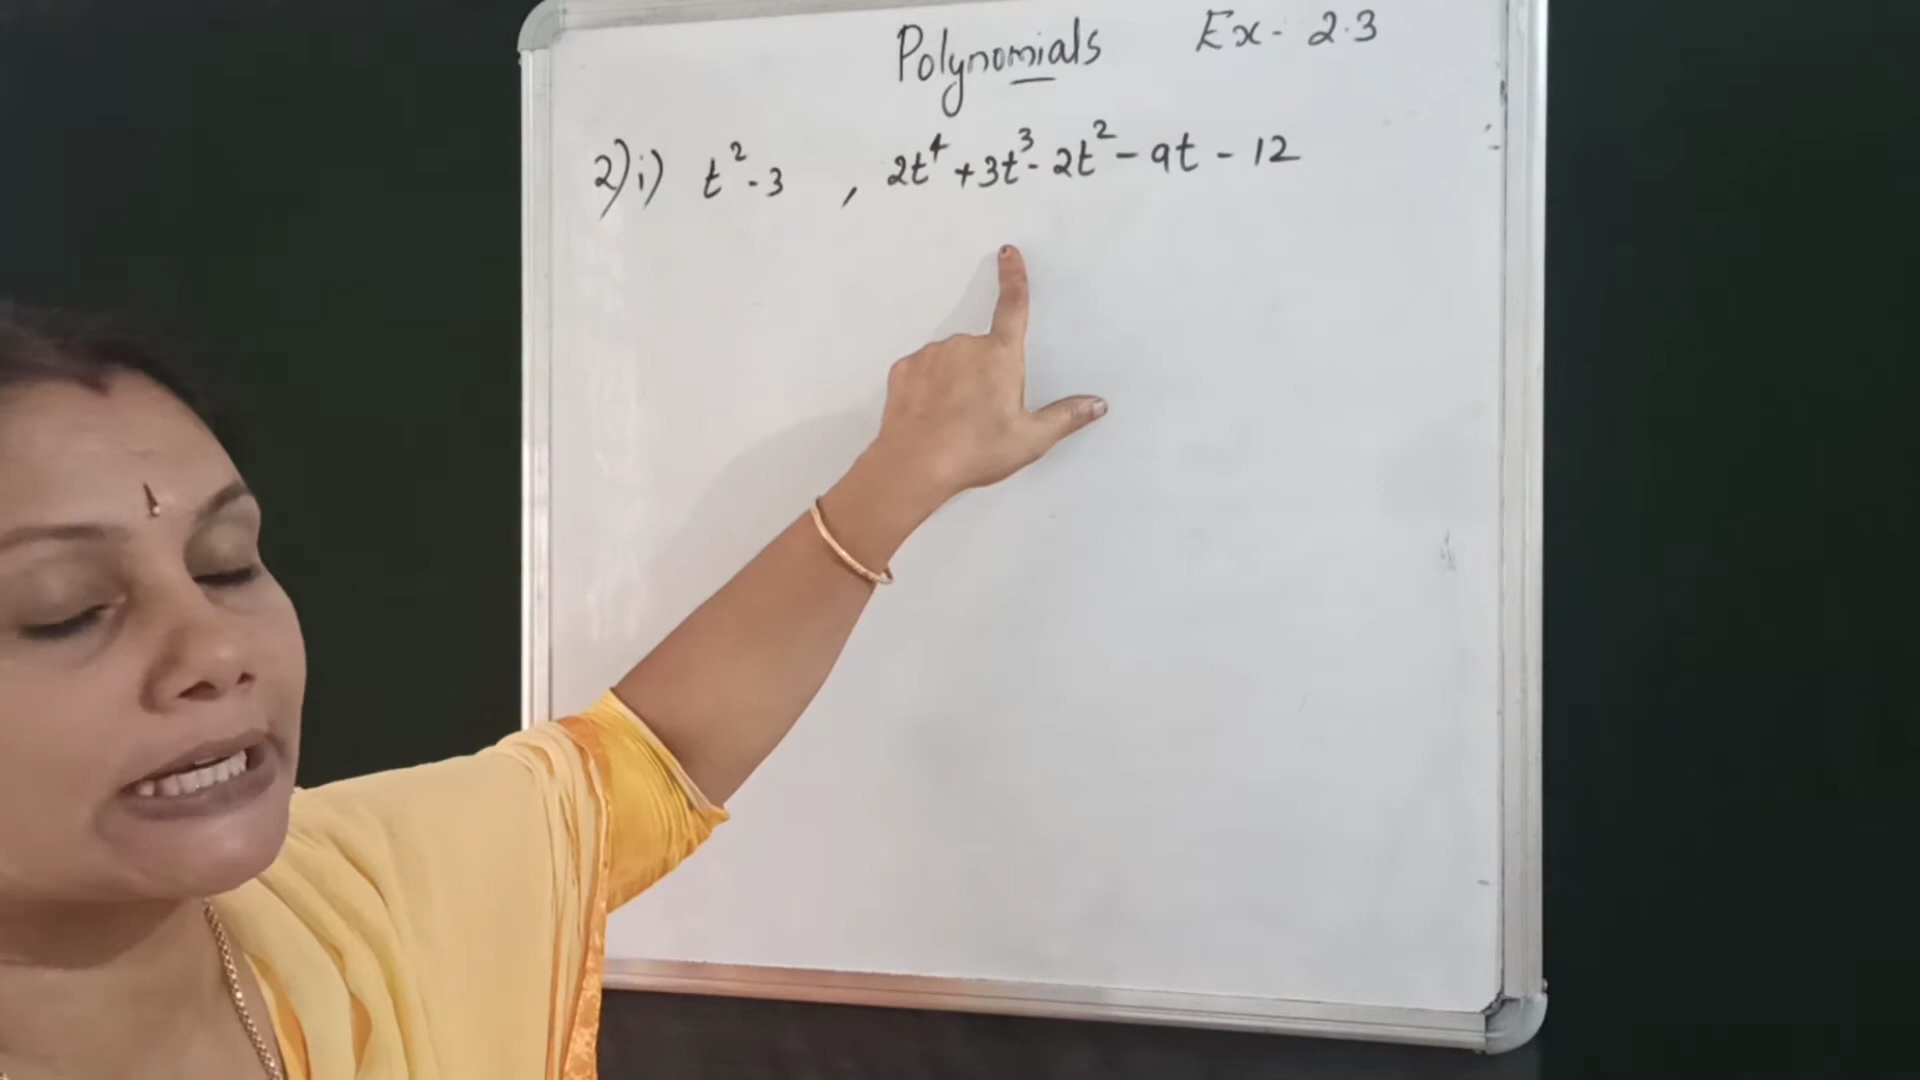 Polynomials Ex- 2.3
2) i) t² - 3 , 2t⁴ + 3t³ - 2t² - 9t - 12